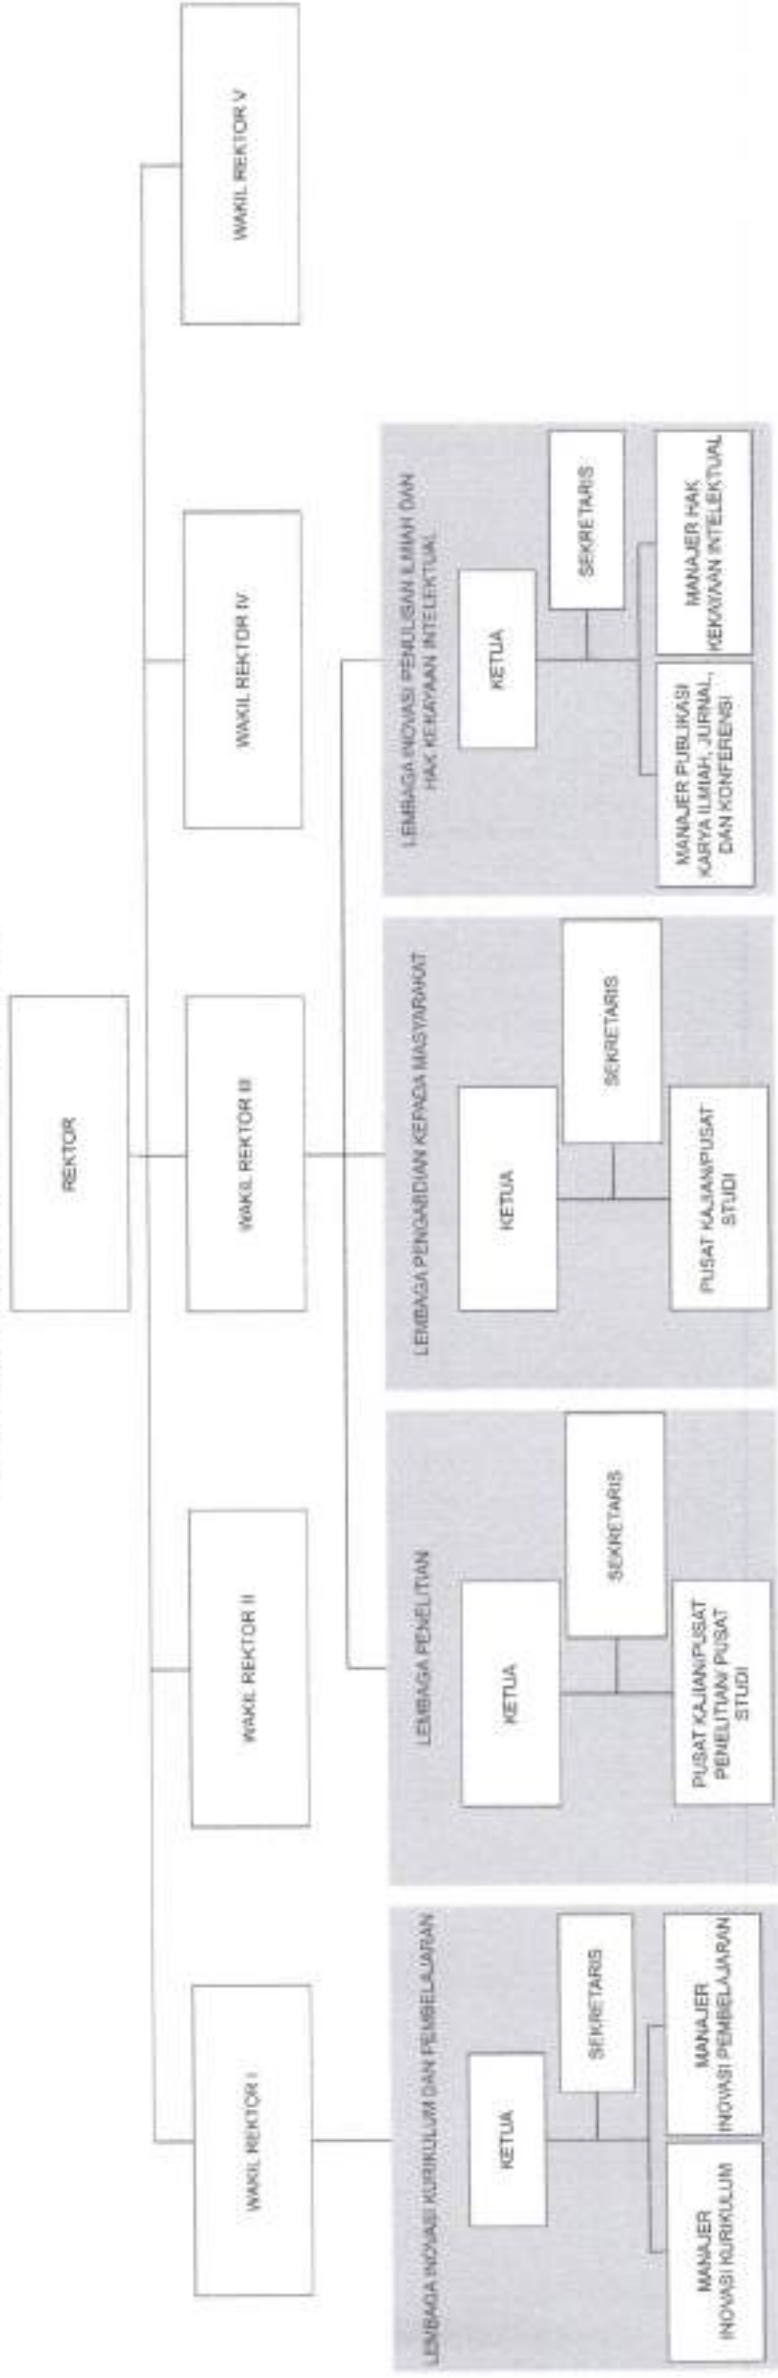 REKTOR
WAKIL REKTOR I
WAKIL REKTOR II
WAKIL REKTOR III
WAKIL REKTOR IV
WAKIL REKTOR V
LEMBAGA INOVASI KURIKULUM DAN PEMBELAJARAN
KETUA
SEKRETARIS
MANAJER
INOVASI KURIKULUM
MANAJER
INOVASI PEMBELAJARAN
LEMBAGA PENELITIAN
KETUA
SEKRETARIS
PUSAT KAJIAN/PUSAT
PENELITIAN/ PUSAT
STUDI
LEMBAGA PENGABDIAN KEPADA MASYARAKAT
KETUA
SEKRETARIS
PUSAT KAJIAN/PUSAT
STUDI
LEMBAGA INOVASI PENULISAN ILMIAH DAN
HAK KEKAYAAN INTELEKTUAL
KETUA
SEKRETARIS
MANAJER PUBLIKASI
KARYA ILMIAH, JURNAL,
DAN KONFERENSI
MANAJER HAK
KEKAYAAN INTELEKTUAL